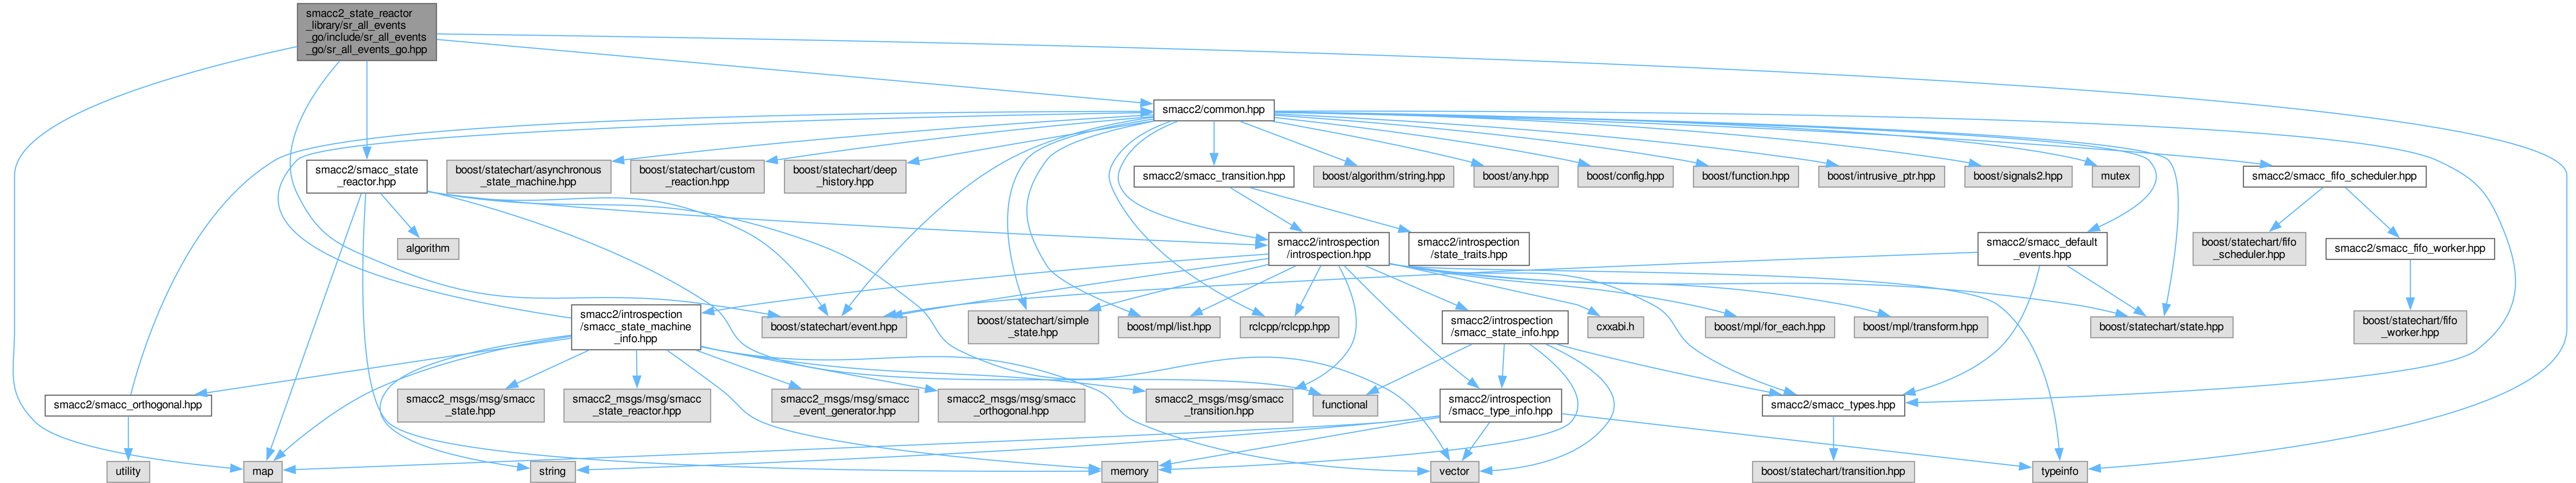 smacc2_state_reactor
_library/sr_all_events
_go/include/sr_all_events
_go/sr_all_events_go.hpp
smacc2/common.hpp
smacc2/smacc_state
_reactor.hpp
boost/statechart/asynchronous
_state_machine.hpp
boost/statechart/custom
_reaction.hpp
boost/statechart/deep
_history.hpp
smacc2/smacc_transition.hpp
boost/algorithm/string.hpp
boost/any.hpp
boost/config.hpp
boost/function.hpp
boost/intrusive_ptr.hpp
boost/signals2.hpp
mutex
smacc2/smacc_fifo_scheduler.hpp
algorithm
smacc2/introspection
/introspection.hpp
smacc2/introspection
/state_traits.hpp
smacc2/smacc_default
_events.hpp
boost/statechart/fifo
_scheduler.hpp
smacc2/smacc_fifo_worker.hpp
smacc2/introspection
/smacc_state_machine
_info.hpp
boost/statechart/event.hpp
boost/statechart/simple
_state.hpp
boost/mpl/list.hpp
rclcpp/rclcpp.hpp
smacc2/introspection
/smacc_state_info.hpp
cxxabi.h
boost/mpl/for_each.hpp
boost/mpl/transform.hpp
boost/statechart/state.hpp
boost/statechart/fifo
_worker.hpp
smacc2/smacc_orthogonal.hpp
smacc2_msgs/msg/smacc
_state.hpp
smacc2_msgs/msg/smacc
_state_reactor.hpp
smacc2_msgs/msg/smacc
_event_generator.hpp
smacc2_msgs/msg/smacc
_orthogonal.hpp
smacc2_msgs/msg/smacc
_transition.hpp
functional
smacc2/introspection
/smacc_type_info.hpp
smacc2/smacc_types.hpp
utility
map
string
memory
vector
boost/statechart/transition.hpp
typeinfo